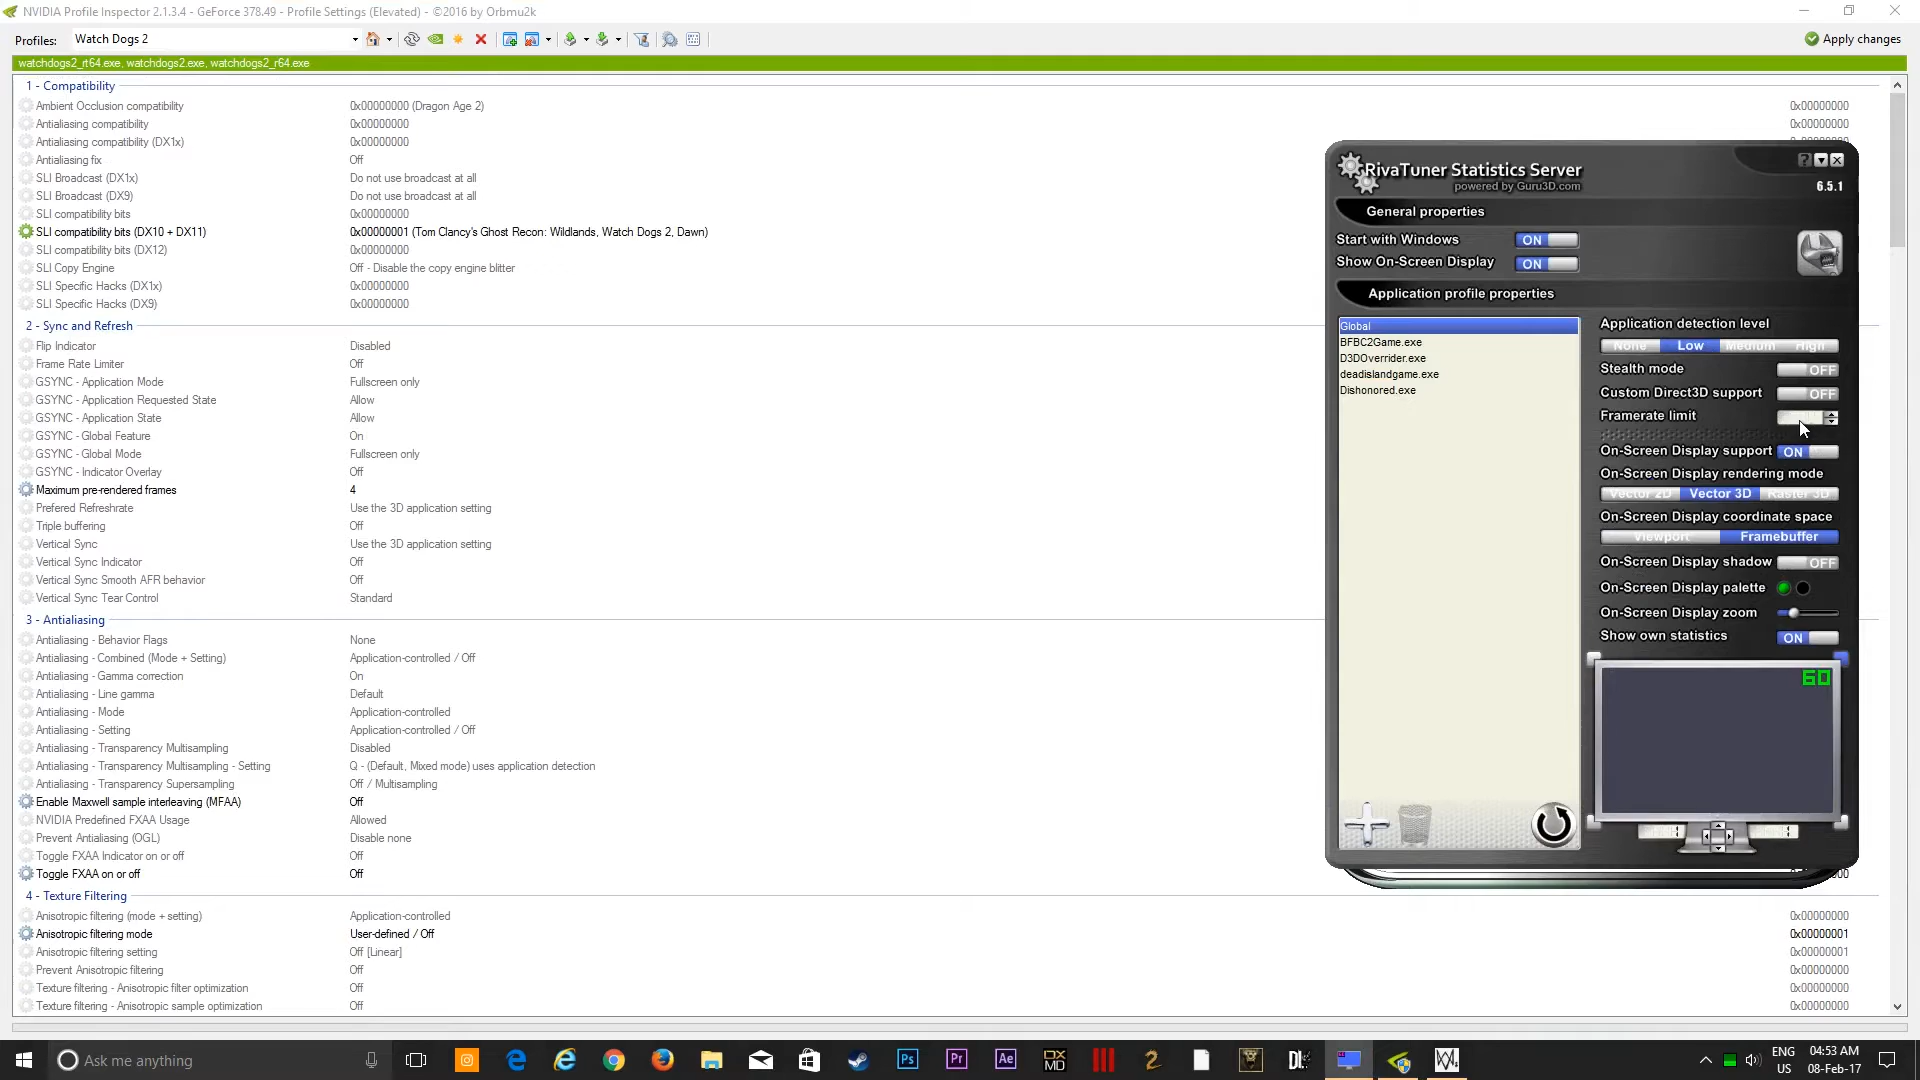 NVIDIA Profile Inspector 2.1.3.4 - GeForce 378.49 - Profile Settings (Elevated) - ©2016 by Orbmu2k
Profiles: Watch Dogs 2
Apply changes
watchdogs2_rt64.exe, watchdogs2.exe, watchdogs2_r64.exe
1 - Compatibility
Ambient Occlusion compatibility 0x00000000 (Dragon Age 2) 0x00000000
Antialiasing compatibility 0x00000000 0x00000000
Antialiasing compatibility (DX1x) 0x00000000
Antialiasing fix Off
SLI Broadcast (DX1x) Do not use broadcast at all
SLI Broadcast (DX9) Do not use broadcast at all
SLI compatibility bits 0x00000000
SLI compatibility bits (DX10 + DX11) 0x00000001 (Tom Clancy's Ghost Recon: Wildlands, Watch Dogs 2, Dawn)
SLI compatibility bits (DX12) 0x00000000
SLI Copy Engine Off - Disable the copy engine blitter
SLI Specific Hacks (DX1x) 0x00000000
SLI Specific Hacks (DX9) 0x00000000
2 - Sync and Refresh
Flip Indicator Disabled
Frame Rate Limiter Off
GSYNC - Application Mode Fullscreen only
GSYNC - Application Requested State Allow
GSYNC - Application State Allow
GSYNC - Global Feature On
GSYNC - Global Mode Fullscreen only
GSYNC - Indicator Overlay Off
Maximum pre-rendered frames 4
Prefered Refreshrate Use the 3D application setting
Triple buffering Off
Vertical Sync Use the 3D application setting
Vertical Sync Indicator Off
Vertical Sync Smooth AFR behavior Off
Vertical Sync Tear Control Standard
3 - Antialiasing
Antialiasing - Behavior Flags None
Antialiasing - Combined (Mode + Setting) Application-controlled / Off
Antialiasing - Gamma correction On
Antialiasing - Line gamma Default
Antialiasing - Mode Application-controlled
Antialiasing - Setting Application-controlled / Off
Antialiasing - Transparency Multisampling Disabled
Antialiasing - Transparency Multisampling - Setting Q - (Default, Mixed mode) uses application detection
Antialiasing - Transparency Supersampling Off / Multisampling
Enable Maxwell sample interleaving (MFAA) Off
NVIDIA Predefined FXAA Usage Allowed
Prevent Antialiasing (OGL) Disable none
Toggle FXAA Indicator on or off Off
Toggle FXAA on or off Off
4 - Texture Filtering
Anisotropic filtering (mode + setting) Application-controlled 0x00000000
Anisotropic filtering mode User-defined / Off 0x00000001
Anisotropic filtering setting Off [Linear] 0x00000001
Prevent Anisotropic filtering Off 0x00000000
Texture filtering - Anisotropic filter optimization Off 0x00000000
Texture filtering - Anisotropic sample optimization Off 0x00000000
RivaTuner Statistics Server
powered by Guru3D.com
6.5.1
General properties
Start with Windows ON
Show On-Screen Display ON
Application profile properties
Global
BFBC2Game.exe
D3DOverrider.exe
deadislandgame.exe
Dishonored.exe
Application detection level
None Low Medium High
Stealth mode OFF
Custom Direct3D support OFF
Framerate limit
On-Screen Display support ON
On-Screen Display rendering mode
Vector 2D Vector 3D Raster 3D
On-Screen Display coordinate space
Viewport Framebuffer
On-Screen Display shadow OFF
On-Screen Display palette
On-Screen Display zoom
Show own statistics ON
60
1 1
Ask me anything
Ps Pr Ae DX MD
ENG
US
04:53 AM
08-Feb-17